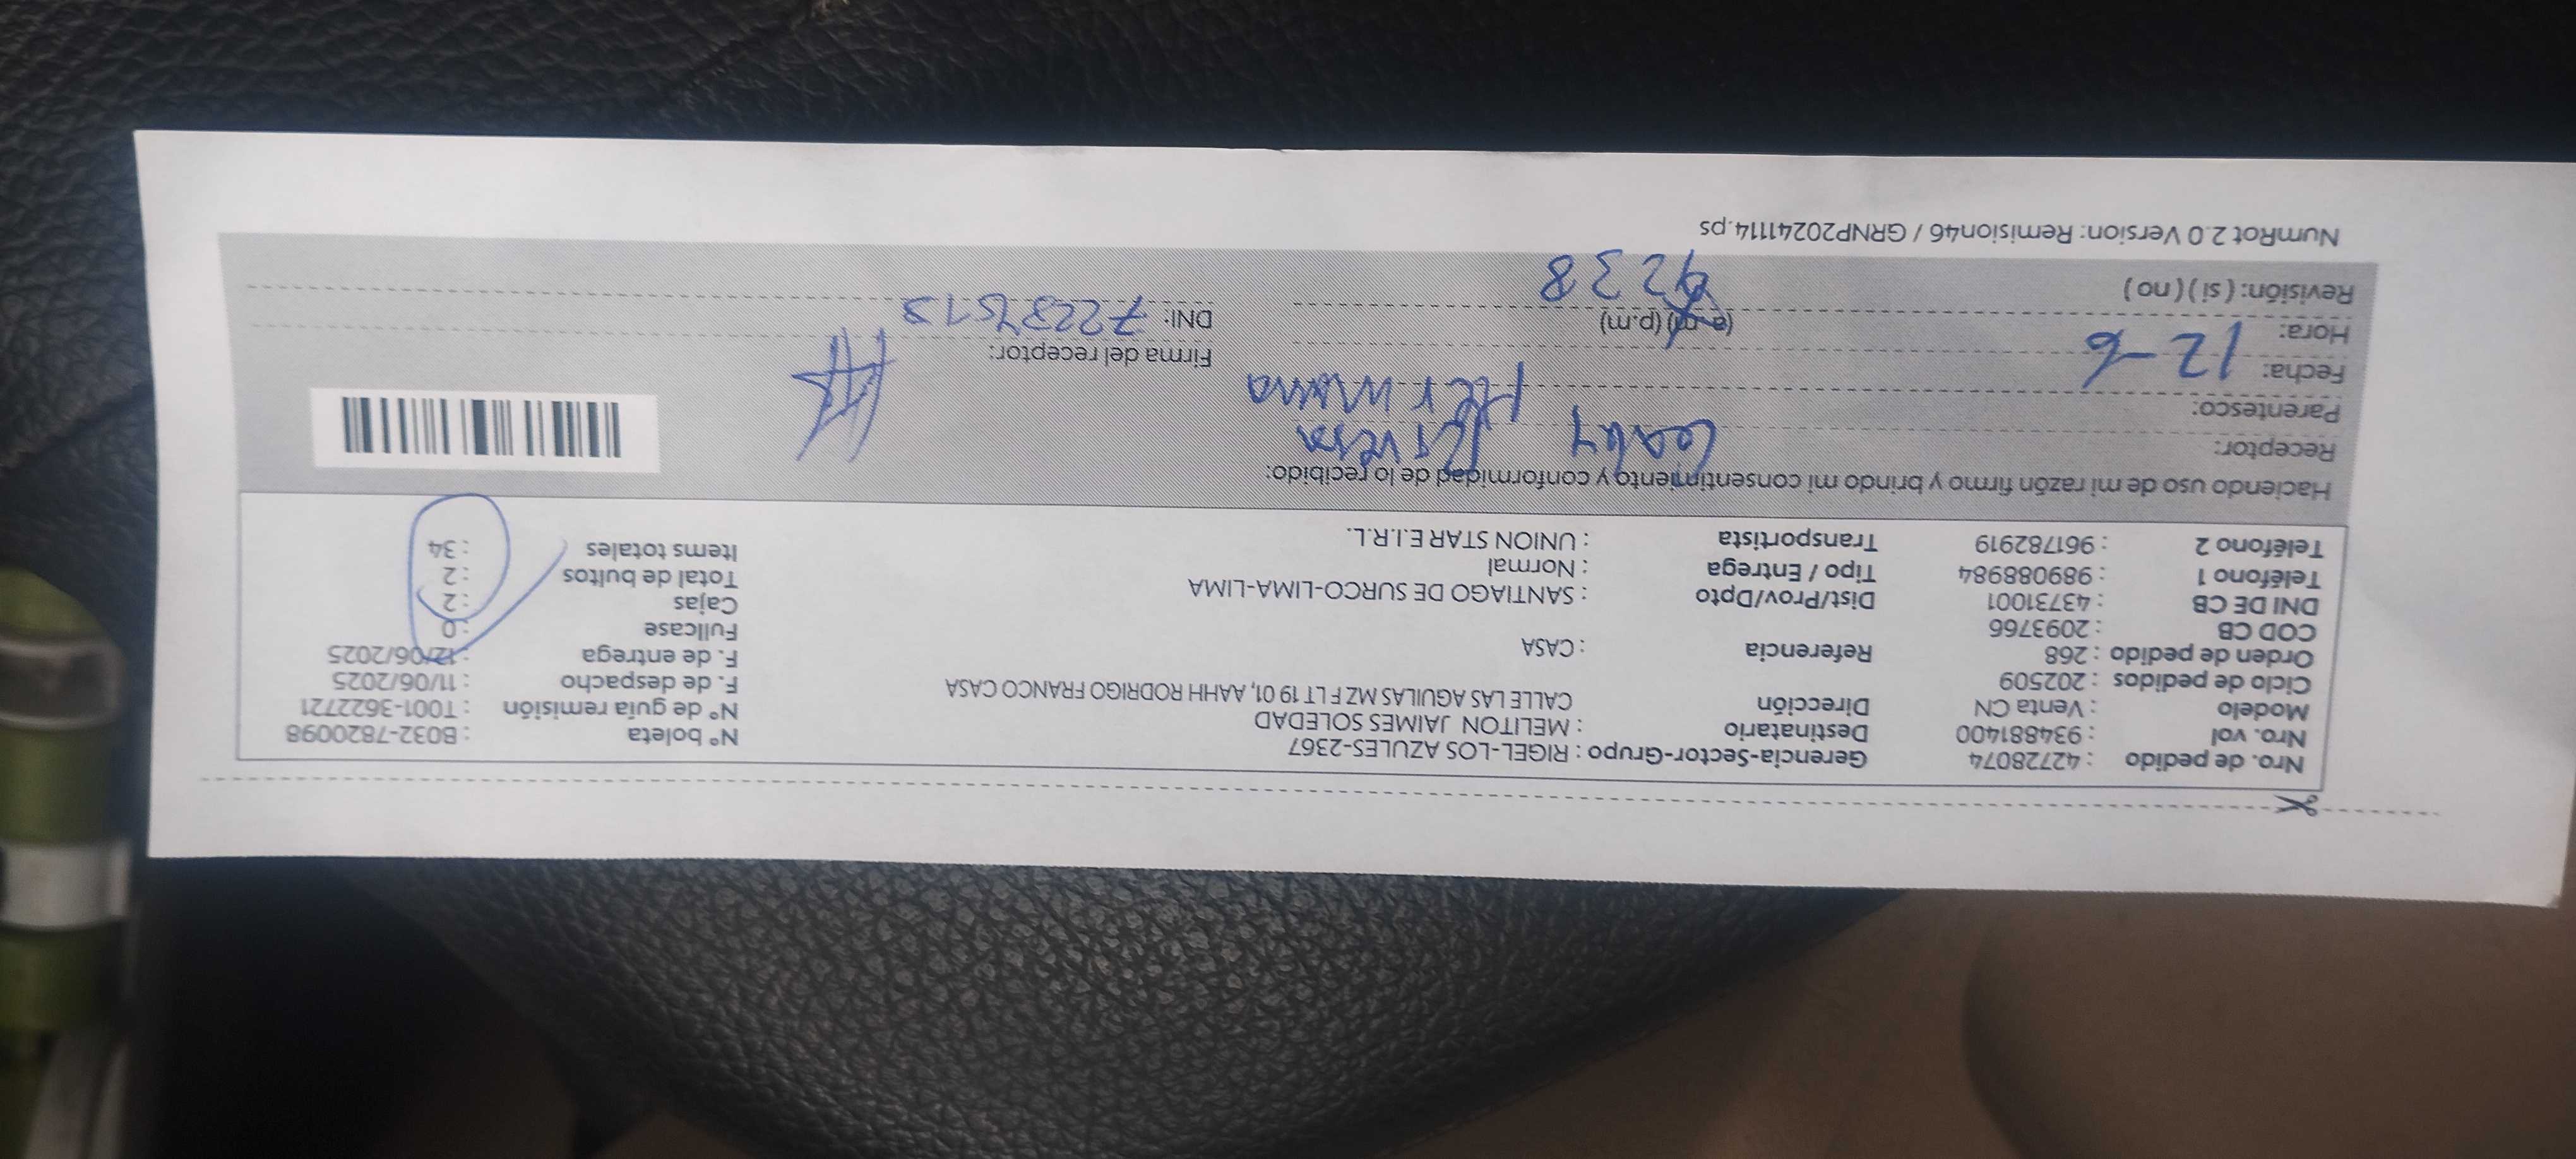 Nro. de pedido : 42728074 Gerencia-Sector-Grupo : RIGEL-LOS AZULES-2367 N° boleta : B032-7820098
Nro. vol : 934881400 Destinatario : MELITON JAIMES SOLEDAD N° de guía remisión : T001-3622721
Modelo : Venta CN Dirección CALLE LAS AGUILAS MZ F LT 19 01, AAHH RODRIGO FRANCO CASA F. de despacho : 11/06/2025
Ciclo de pedidos : 202509 F. de entrega : 12/06/2025
Orden de pedido : 268 Referencia : CASA Fullcase : 0
COD CB : 2093766 Cajas : 2
DNI DE CB : 43731001 Dist/Prov/Dpto : SANTIAGO DE SURCO-LIMA-LIMA Total de bultos : 2
Teléfono 1 : 989088984 Tipo / Entrega : Normal Items totales : 34
Teléfono 2 : 961782919 Transportista : UNION STAR E.I.R.L.
Haciendo uso de mi razón firmo y brindo mi consentimiento y conformidad de lo recibido:
Receptor:
Parentesco: Hermana
Fecha: 12-6 Firma del receptor:
Hora: (a.m) (p.m) DNI:
Revisión: ( si ) ( no ) 9238
NumRot 2.0 Version: Remision46 / GRNP20241114.ps